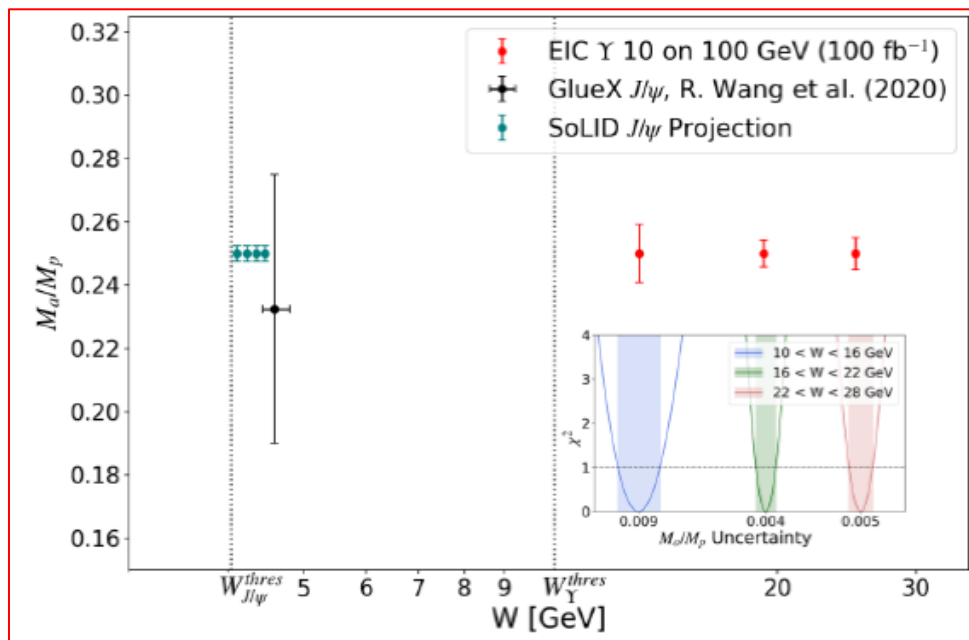 0.32
0.30
0.28
0.26
0.24
0.22
0.20
0.18
0.16
M_a/M_p
EIC ϒ 10 on 100 GeV (100 fb⁻¹)
GlueX J/ψ, R. Wang et al. (2020)
SoLID J/ψ Projection
4
3
2
1
0
χ²
10 < W < 16 GeV
16 < W < 22 GeV
22 < W < 28 GeV
0.009 0.004 0.005
M_a/M_p Uncertainty
W_{J/ψ}^{thres} 5 6 7 8 9 W_ϒ^{thres} 20 30
W [GeV]